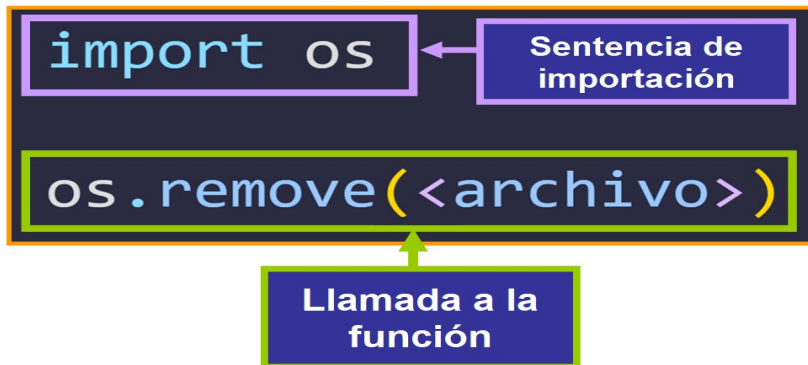 import os
Sentencia de
importación
os.remove(<archivo>)
Llamada a la
función